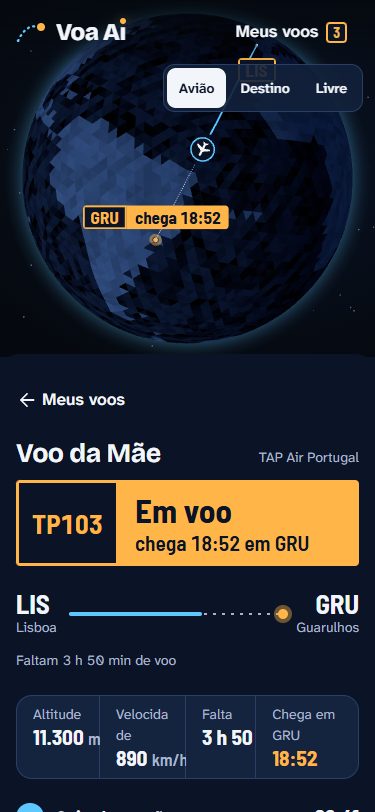 Voa Ai
Meus voos 3
LIS
Avião Destino Livre
GRU chega 18:52
← Meus voos
Voo da Mãe
TAP Air Portugal
TP103
Em voo
chega 18:52 em GRU
LIS
Lisboa
GRU
Guarulhos
Faltam 3 h 50 min de voo
Altitude
11.300 m
Velocida
de
890 km/h
Falta
3 h 50
Chega em
GRU
18:52